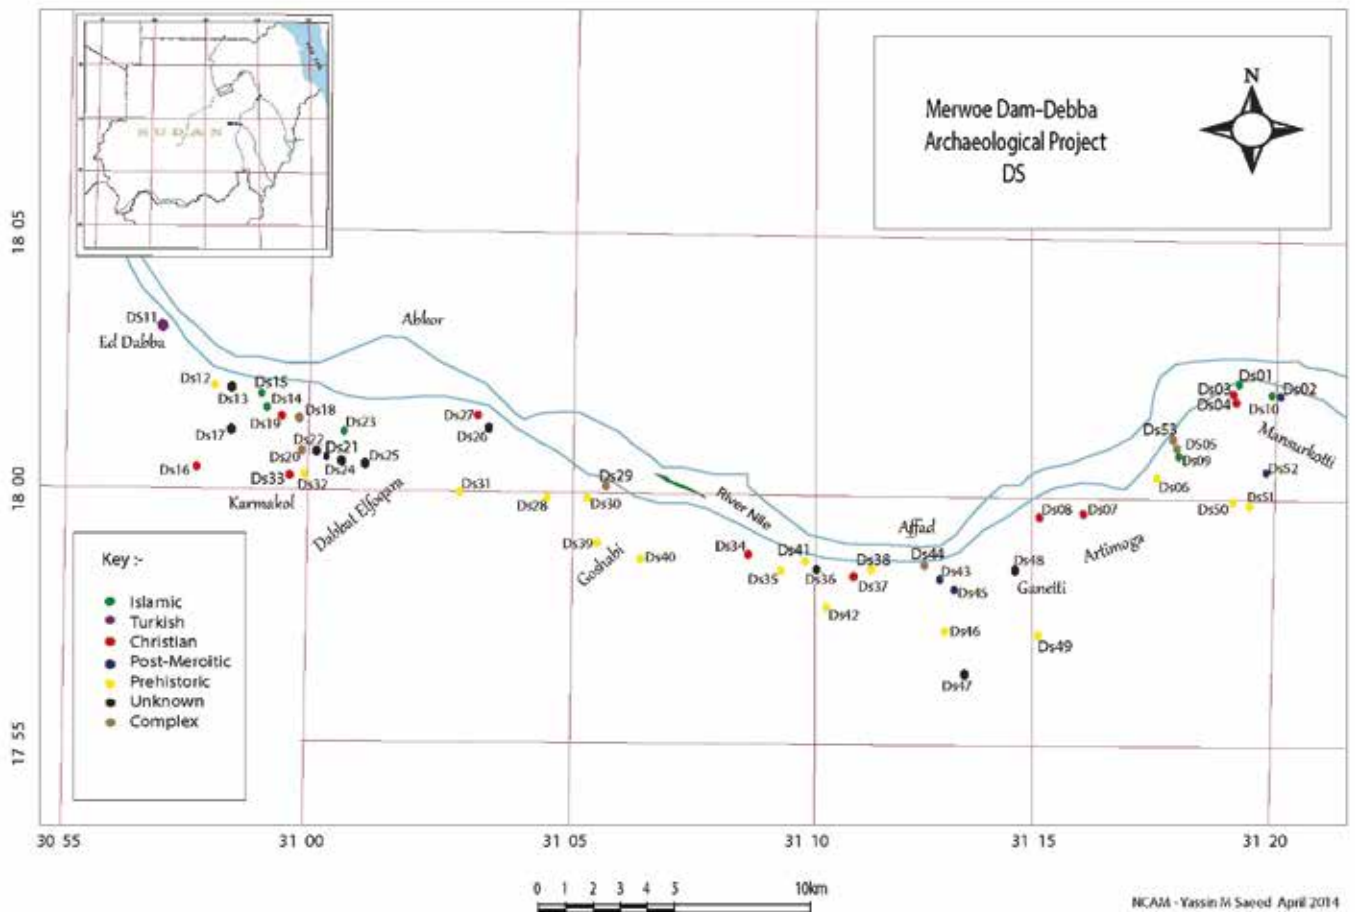 SUDAN
Merwoe Dam-Debba
Archaeological Project
DS
N
18 05
18 00
17 55
DS11
Ed Dabba
Abkor
Ds12
Ds13
Ds15
Ds14
Ds17
Ds19
Ds18
Ds23
Ds27
Ds26
Ds22
Ds21
Ds20
Ds24
Ds25
Ds16
Ds33
Ds32
Karmakol
Dabbat Elfoqara
Ds31
Ds28
Ds29
Ds30
River Nile
Ds39
Goshabi
Ds40
Ds34
Ds35
Ds41
Ds36
Ds38
Ds37
Ds42
Affad
Ds44
Ds43
Ds45
Ds46
Ds47
Ds48
Ganetti
Ds49
Ds08
Ds07
Artimoga
Ds01
Ds03
Ds02
Ds04
Ds10
Mansurkotti
Ds53
DS05
Ds09
Ds06
Ds52
Ds51
Ds50
Key :-
Islamic
Turkish
Christian
Post-Meroitic
Prehistoric
Unknown
Complex
30 55
31 00
31 05
31 10
31 15
31 20
0 1 2 3 4 5 10km
NCAM - Yassin M Saeed April 2014